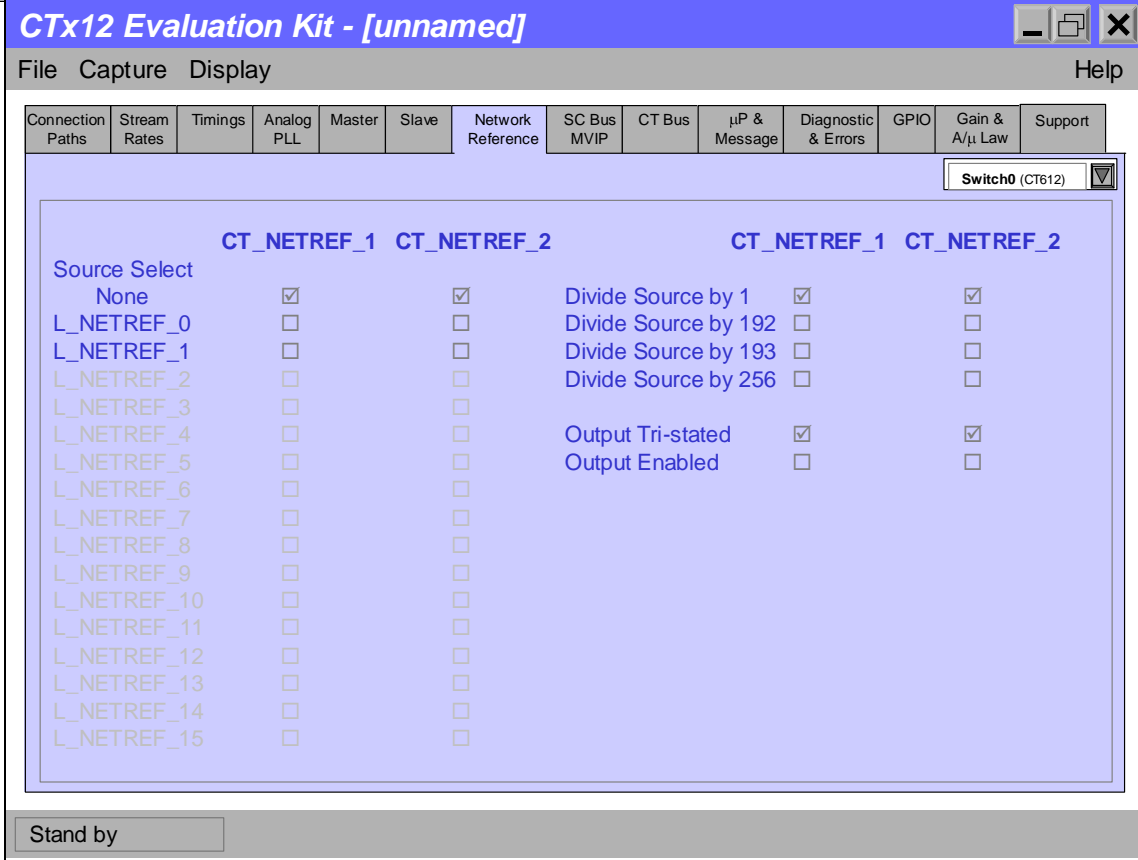 CTx12 Evaluation Kit - [unnamed]
File Capture Display Help
Connection Paths
Stream Rates
Timings
Analog PLL
Master
Slave
Network Reference
SC Bus MVIP
CT Bus
µP & Message
Diagnostic & Errors
GPIO
Gain & A/µ Law
Support
Switch0 (CT612)
CT_NETREF_1 CT_NETREF_2
Source Select
None
L_NETREF_0
L_NETREF_1
L_NETREF_2
L_NETREF_3
L_NETREF_4
L_NETREF_5
L_NETREF_6
L_NETREF_7
L_NETREF_8
L_NETREF_9
L_NETREF_10
L_NETREF_11
L_NETREF_12
L_NETREF_13
L_NETREF_14
L_NETREF_15
CT_NETREF_1 CT_NETREF_2
Divide Source by 1
Divide Source by 192
Divide Source by 193
Divide Source by 256
Output Tri-stated
Output Enabled
Stand by